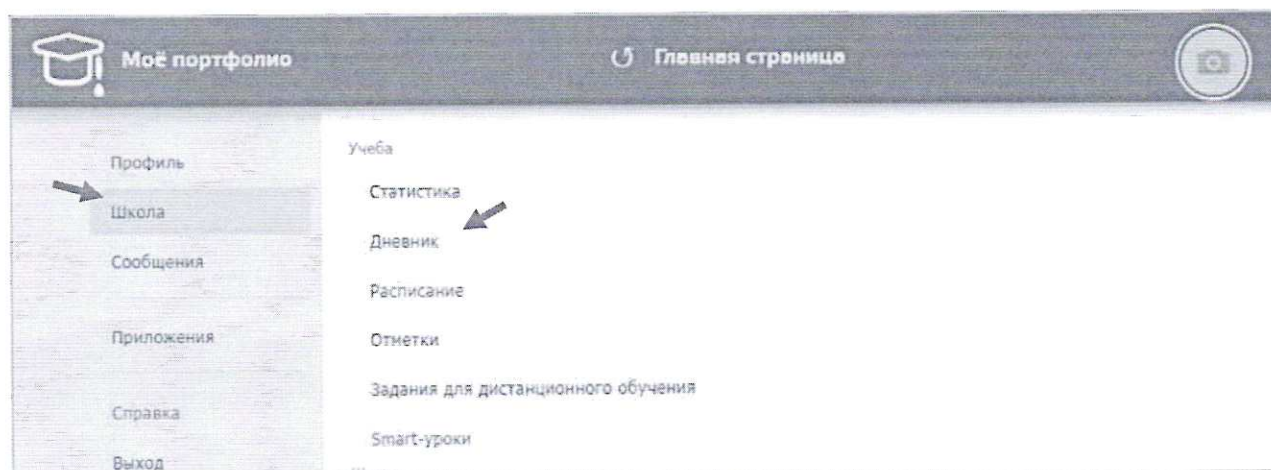 Моё портфолио
Главная страница
Профиль
Школа
Сообщения
Приложения
Справка
Выход
Учеба
Статистика
Дневник
Расписание
Отметки
Задания для дистанционного обучения
Smart-уроки